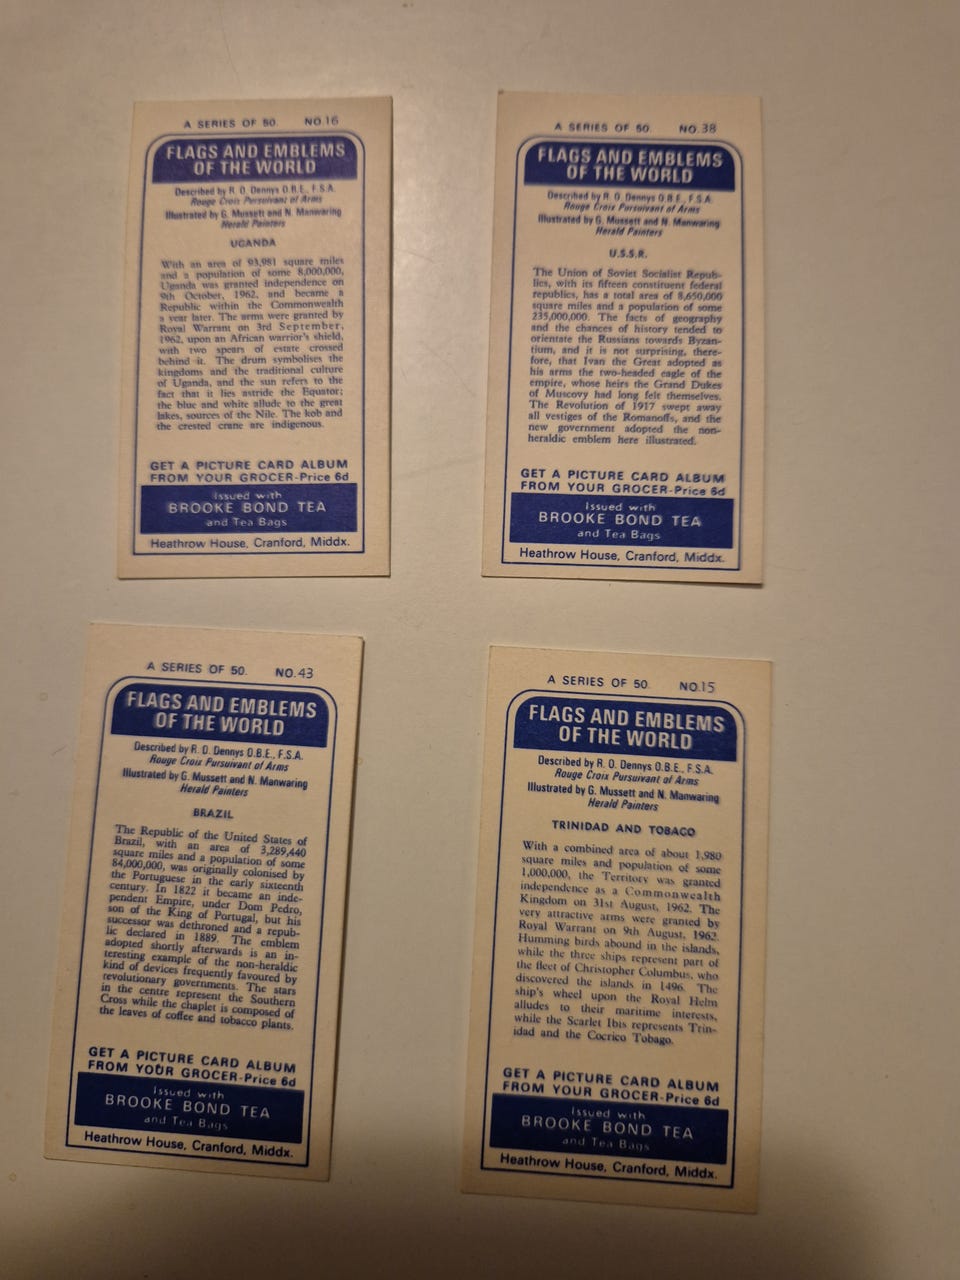 A SERIES OF 50. NO.16
FLAGS AND EMBLEMS
OF THE WORLD
Described by R. O. Dennys O.B.E., F.S.A.
Rouge Croix Pursuivant of Arms
Illustrated by G. Mussett and N. Manwaring
Herald Painters
UGANDA
With an area of 93,981 square miles
and a population of some 8,000,000,
Uganda was granted independence on
9th October, 1962, and became a
Republic within the Commonwealth
a year later. The arms were granted by
Royal Warrant on 3rd September,
1962, upon an African warrior's shield,
with two spears of estate crossed
behind it. The drum symbolises the
kingdoms and the traditional culture
of Uganda, and the sun refers to the
fact that it lies astride the Equator;
the blue and white allude to the great
lakes, sources of the Nile. The kob and
the crested crane are indigenous.
GET A PICTURE CARD ALBUM
FROM YOUR GROCER-Price 6d
Issued with
BROOKE BOND TEA
and Tea Bags
Heathrow House, Cranford, Middx.
A SERIES OF 50. NO.38
FLAGS AND EMBLEMS
OF THE WORLD
Described by R. O. Dennys O.B.E., F.S.A.
Rouge Croix Pursuivant of Arms
Illustrated by G. Mussett and N. Manwaring
Herald Painters
U.S.S.R.
The Union of Soviet Socialist Repub-
lics, with its fifteen constituent federal
republics, has a total area of 8,650,000
square miles and a population of some
235,000,000. The facts of geography
and the chances of history tended to
orientate the Russians towards Byzan-
tium, and it is not surprising, there-
fore, that Ivan the Great adopted as
his arms the two-headed eagle of the
empire, whose heirs the Grand Dukes
of Muscovy had long felt themselves.
The Revolution of 1917 swept away
all vestiges of the Romanoffs, and the
new government adopted the non-
heraldic emblem here illustrated.
GET A PICTURE CARD ALBUM
FROM YOUR GROCER-Price 6d
Issued with
BROOKE BOND TEA
and Tea Bags
Heathrow House, Cranford, Middx.
A SERIES OF 50. NO.43
FLAGS AND EMBLEMS
OF THE WORLD
Described by R. O. Dennys O.B.E., F.S.A.
Rouge Croix Pursuivant of Arms
Illustrated by G. Mussett and N. Manwaring
Herald Painters
BRAZIL
The Republic of the United States of
Brazil, with an area of 3,289,440
square miles and a population of some
84,000,000, was originally colonised by
the Portuguese in the early sixteenth
century. In 1822 it became an inde-
pendent Empire, under Dom Pedro,
son of the King of Portugal, but his
successor was dethroned and a repub-
lic declared in 1889. The emblem
adopted shortly afterwards is an in-
teresting example of the non-heraldic
kind of devices frequently favoured by
revolutionary governments. The stars
in the centre represent the Southern
Cross while the chaplet is composed of
the leaves of coffee and tobacco plants.
GET A PICTURE CARD ALBUM
FROM YOUR GROCER-Price 6d
Issued with
BROOKE BOND TEA
and Tea Bags
Heathrow House, Cranford, Middx.
A SERIES OF 50. NO.15
FLAGS AND EMBLEMS
OF THE WORLD
Described by R. O. Dennys O.B.E., F.S.A.
Rouge Croix Pursuivant of Arms
Illustrated by G. Mussett and N. Manwaring
Herald Painters
TRINIDAD AND TOBAGO
With a combined area of about 1,980
square miles and population of some
1,000,000, the Territory was granted
independence as a Commonwealth
Kingdom on 31st August, 1962. The
very attractive arms were granted by
Royal Warrant on 9th August, 1962.
Humming birds abound in the islands,
while the three ships represent part of
the fleet of Christopher Columbus, who
discovered the islands in 1496. The
ship's wheel upon the Royal Helm
alludes to their maritime interests,
while the Scarlet Ibis represents Trin-
idad and the Cocrico Tobago.
GET A PICTURE CARD ALBUM
FROM YOUR GROCER-Price 6d
Issued with
BROOKE BOND TEA
and Tea Bags
Heathrow House, Cranford, Middx.